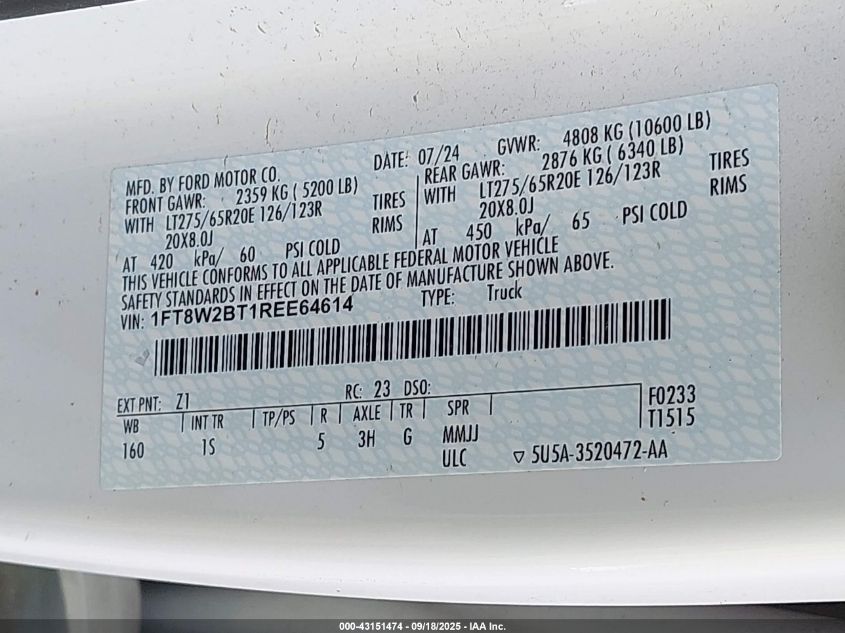 MFD. BY FORD MOTOR CO.
DATE: 07/24 GVWR: 4808 KG (10600 LB)
FRONT GAWR: 2359 KG ( 5200 LB)
WITH LT275/65R20E 126/123R TIRES
20X8.0J RIMS
AT 420 kPa/ 60 PSI COLD
REAR GAWR: 2876 KG ( 6340 LB)
WITH LT275/65R20E 126/123R TIRES
20X8.0J RIMS
AT 450 kPa/ 65 PSI COLD
THIS VEHICLE CONFORMS TO ALL APPLICABLE FEDERAL MOTOR VEHICLE
SAFETY STANDARDS IN EFFECT ON THE DATE OF MANUFACTURE SHOWN ABOVE.
VIN: 1FT8W2BT1REE64614 TYPE: Truck
EXT PNT: Z1 RC: 23 DSO:
WB INT TR TP/PS R AXLE TR SPR F0233
160 1S 5 3H G MMJJ T1515
ULC 5U5A-3520472-AA
000-43151474 - 09/18/2025 - IAA Inc.